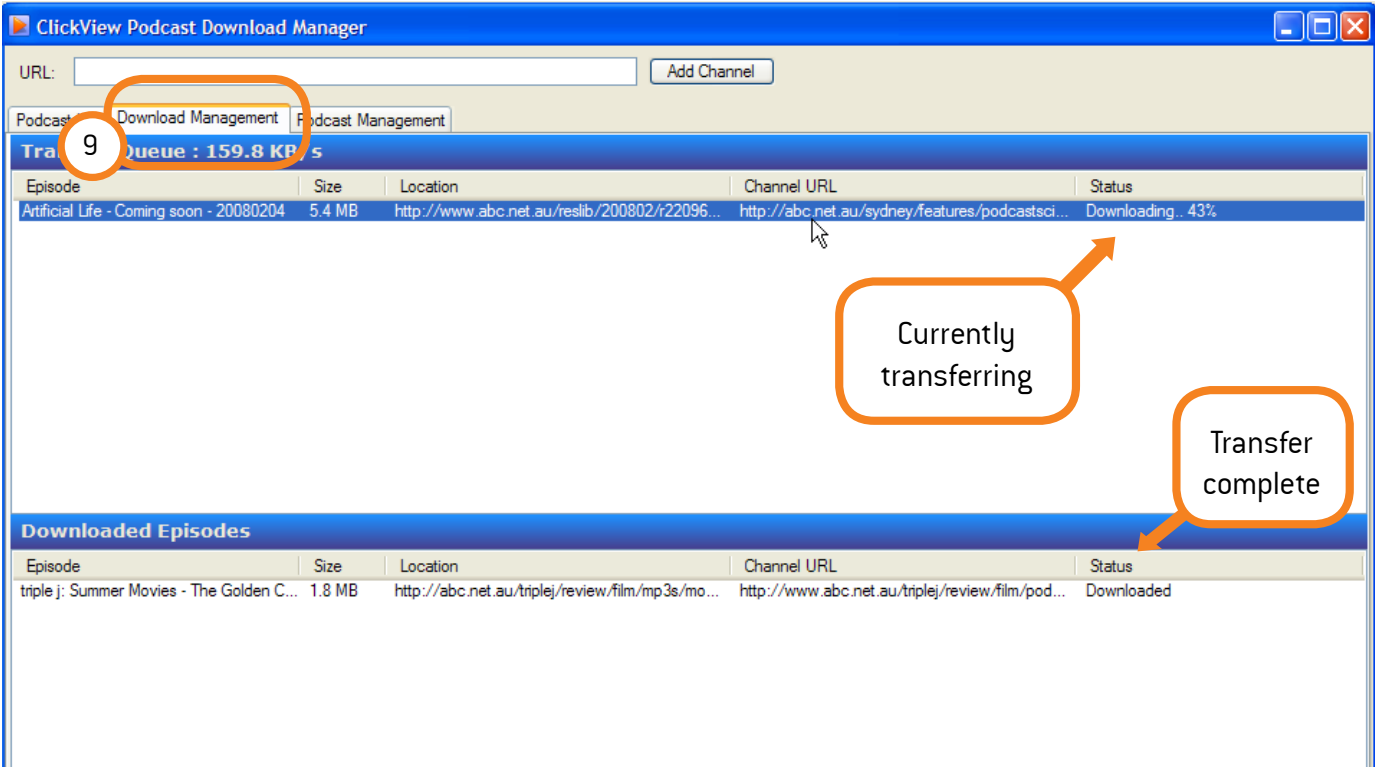 ClickView Podcast Download Manager
URL: Add Channel
Podcast Download Management Podcast Management
9
Queue : 159.8 KB/s
Episode Size Location Channel URL Status
Artificial Life - Coming soon - 20080204 5.4 MB http://www.abc.net.au/reslib/200802/r22096... http://abc.net.au/sydney/features/podcastsci... Downloading.. 43%
Currently
transferring
Transfer
complete
Downloaded Episodes
Episode Size Location Channel URL Status
triple j: Summer Movies - The Golden C... 1.8 MB http://abc.net.au/triplej/review/film/mp3s/mo... http://www.abc.net.au/triplej/review/film/pod... Downloaded